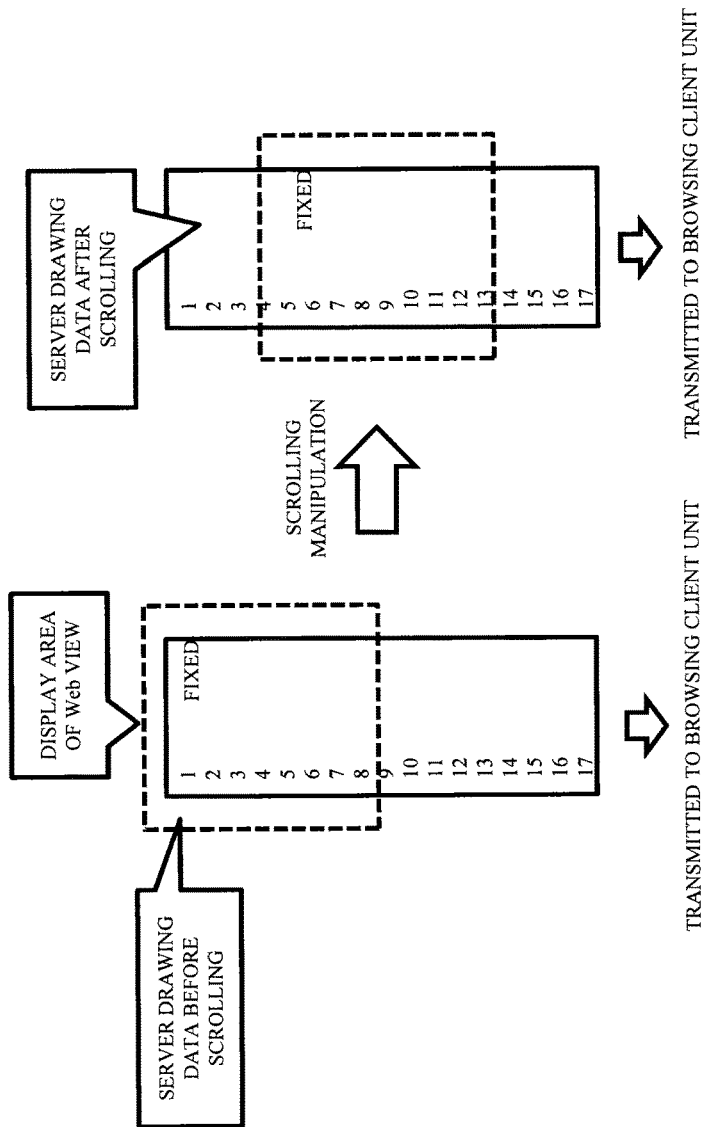 DISPLAY AREA
OF Web VIEW
SERVER DRAWING
DATA BEFORE
SCROLLING
1
FIXED
2
3
4
5
6
7
8
9
10
11
12
13
14
15
16
17
TRANSMITTED TO BROWSING CLIENT UNIT
SCROLLING
MANIPULATION
SERVER DRAWING
DATA AFTER
SCROLLING
1
2
3
4
5
6
FIXED
7
8
9
10
11
12
13
14
15
16
17
TRANSMITTED TO BROWSING CLIENT UNIT